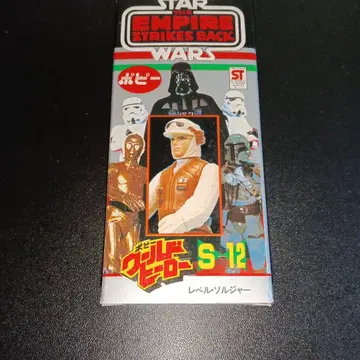 STAR
THE
EMPIRE
STRIKES BACK
WARS
ポピー
ST
ポピー
ワールド
ヒーロー
S-12
レベル・ソルジャー